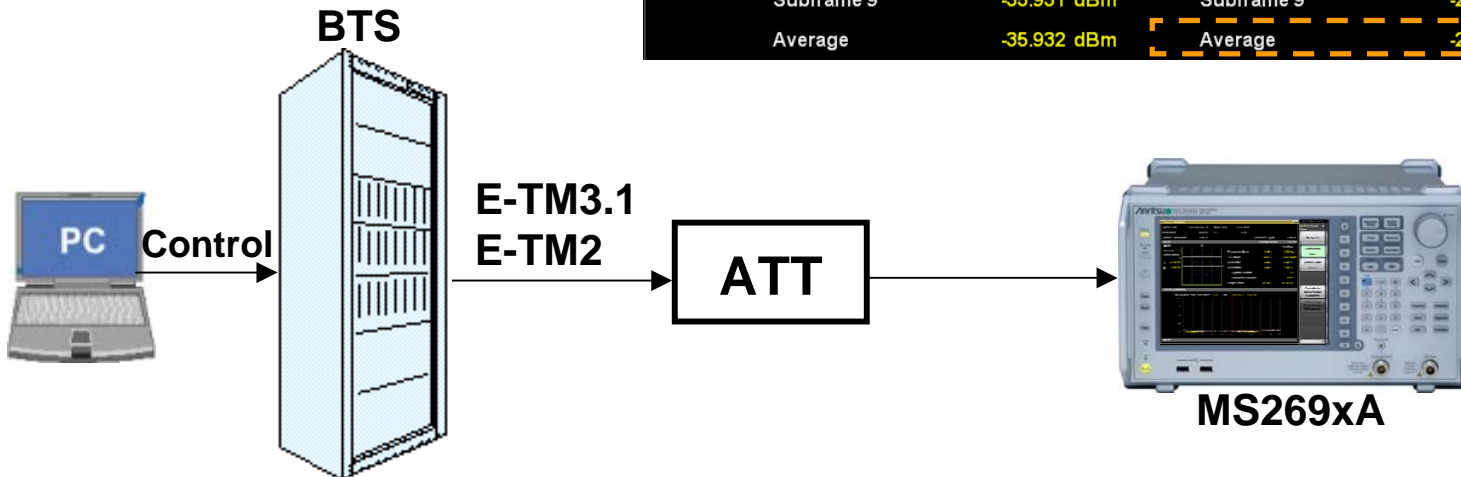 Subframe 9 -35.931 dBm Subframe 9
Average -35.932 dBm Average
BTS
PC
Control
E-TM3.1
E-TM2
ATT
Anritsu
MS269xA